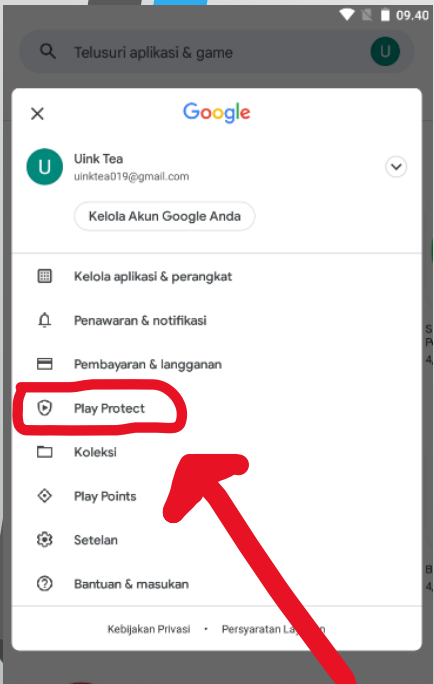 09.40
Telusuri aplikasi & game
U
Google
U
Uink Tea
uinktea019@gmail.com
Kelola Akun Google Anda
Kelola aplikasi & perangkat
Penawaran & notifikasi
Pembayaran & langganan
Play Protect
Koleksi
Play Points
Setelan
Bantuan & masukan
Kebijakan Privasi • Persyaratan